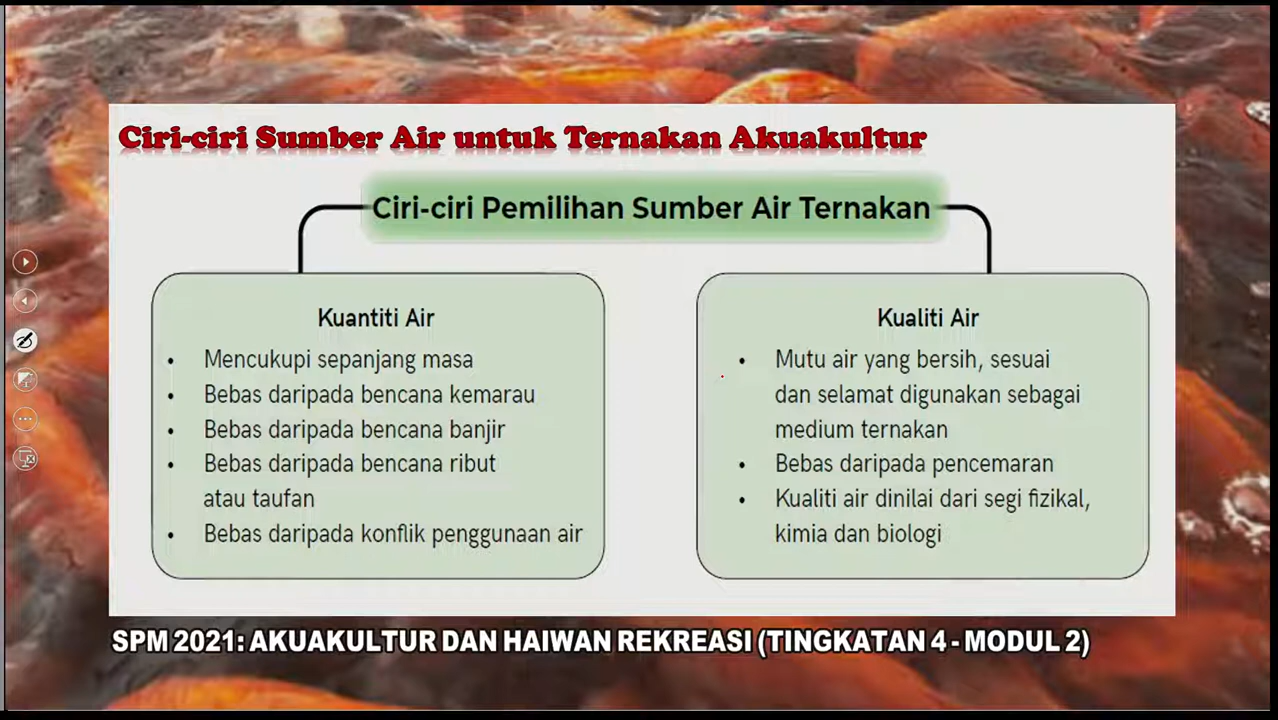 Ciri-ciri Sumber Air untuk Ternakan Akuakultur
Ciri-ciri Pemilihan Sumber Air Ternakan
Kuantiti Air
• Mencukupi sepanjang masa
• Bebas daripada bencana kemarau
• Bebas daripada bencana banjir
• Bebas daripada bencana ribut
atau taufan
• Bebas daripada konflik penggunaan air
Kualiti Air
• Mutu air yang bersih, sesuai
dan selamat digunakan sebagai
medium ternakan
• Bebas daripada pencemaran
• Kualiti air dinilai dari segi fizikal,
kimia dan biologi
SPM 2021: AKUAKULTUR DAN HAIWAN REKREASI (TINGKATAN 4 - MODUL 2)